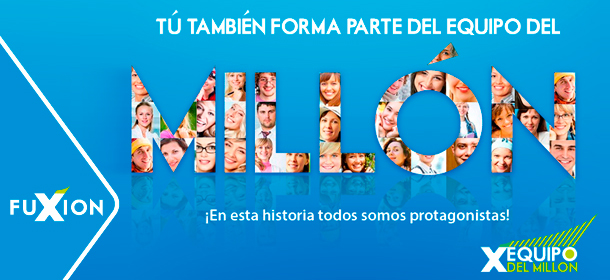 TÚ TAMBIÉN FORMA PARTE DEL EQUIPO DEL
MILLÓN
FUXION
¡En esta historia todos somos protagonistas!
XEQUIPO
DEL MILLON